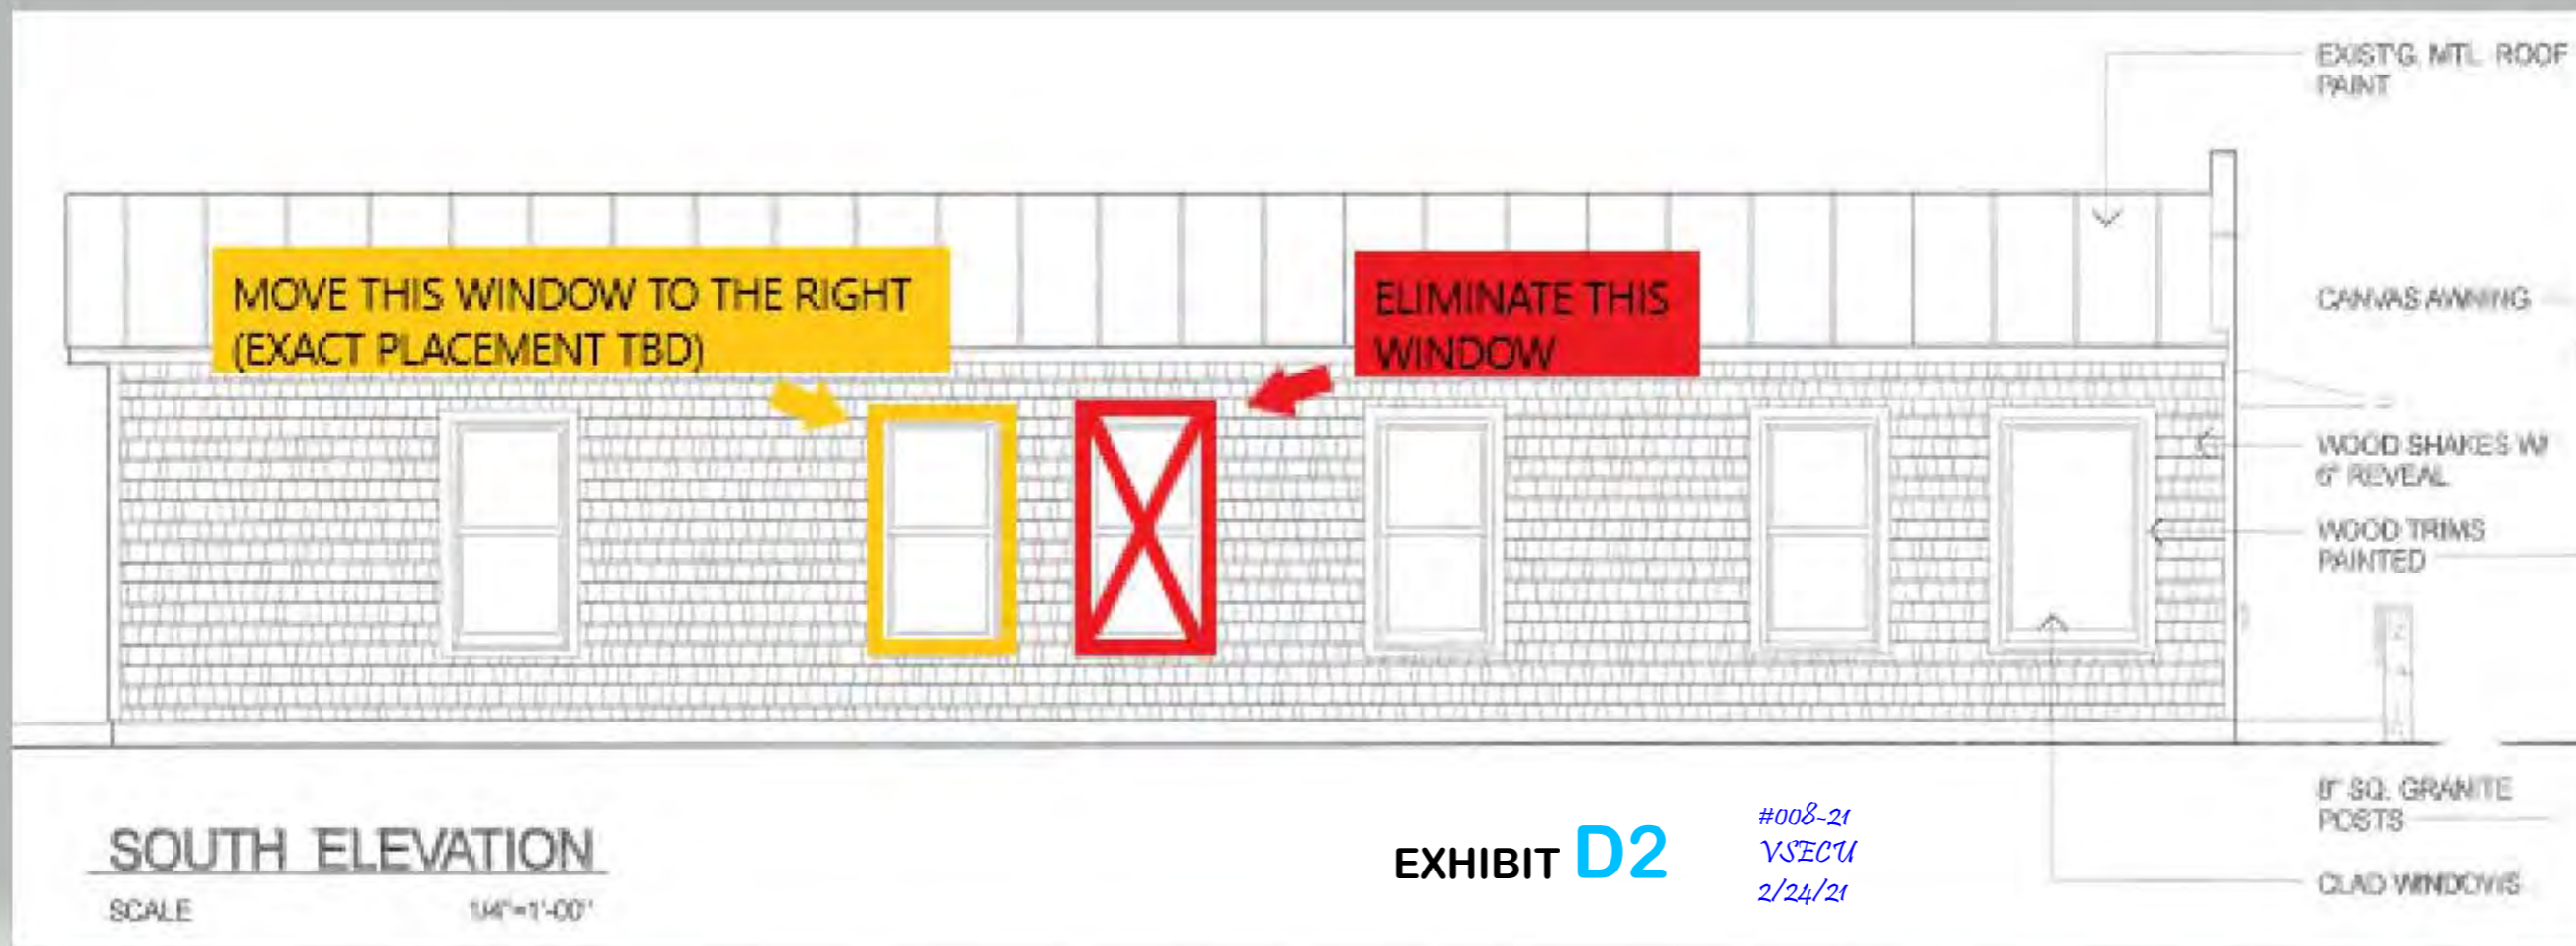 EXIST'G. MTL. ROOF
PAINT
MOVE THIS WINDOW TO THE RIGHT
(EXACT PLACEMENT TBD)
ELIMINATE THIS
WINDOW
CANVAS AWNING
WOOD SHAKES W/
6" REVEAL
WOOD TRIMS
PAINTED
8" SQ. GRANITE
POSTS
CLAD WINDOWS
SOUTH ELEVATION
SCALE 1/4"=1'-00"
EXHIBIT D2
#008-21
VSECU
2/24/21